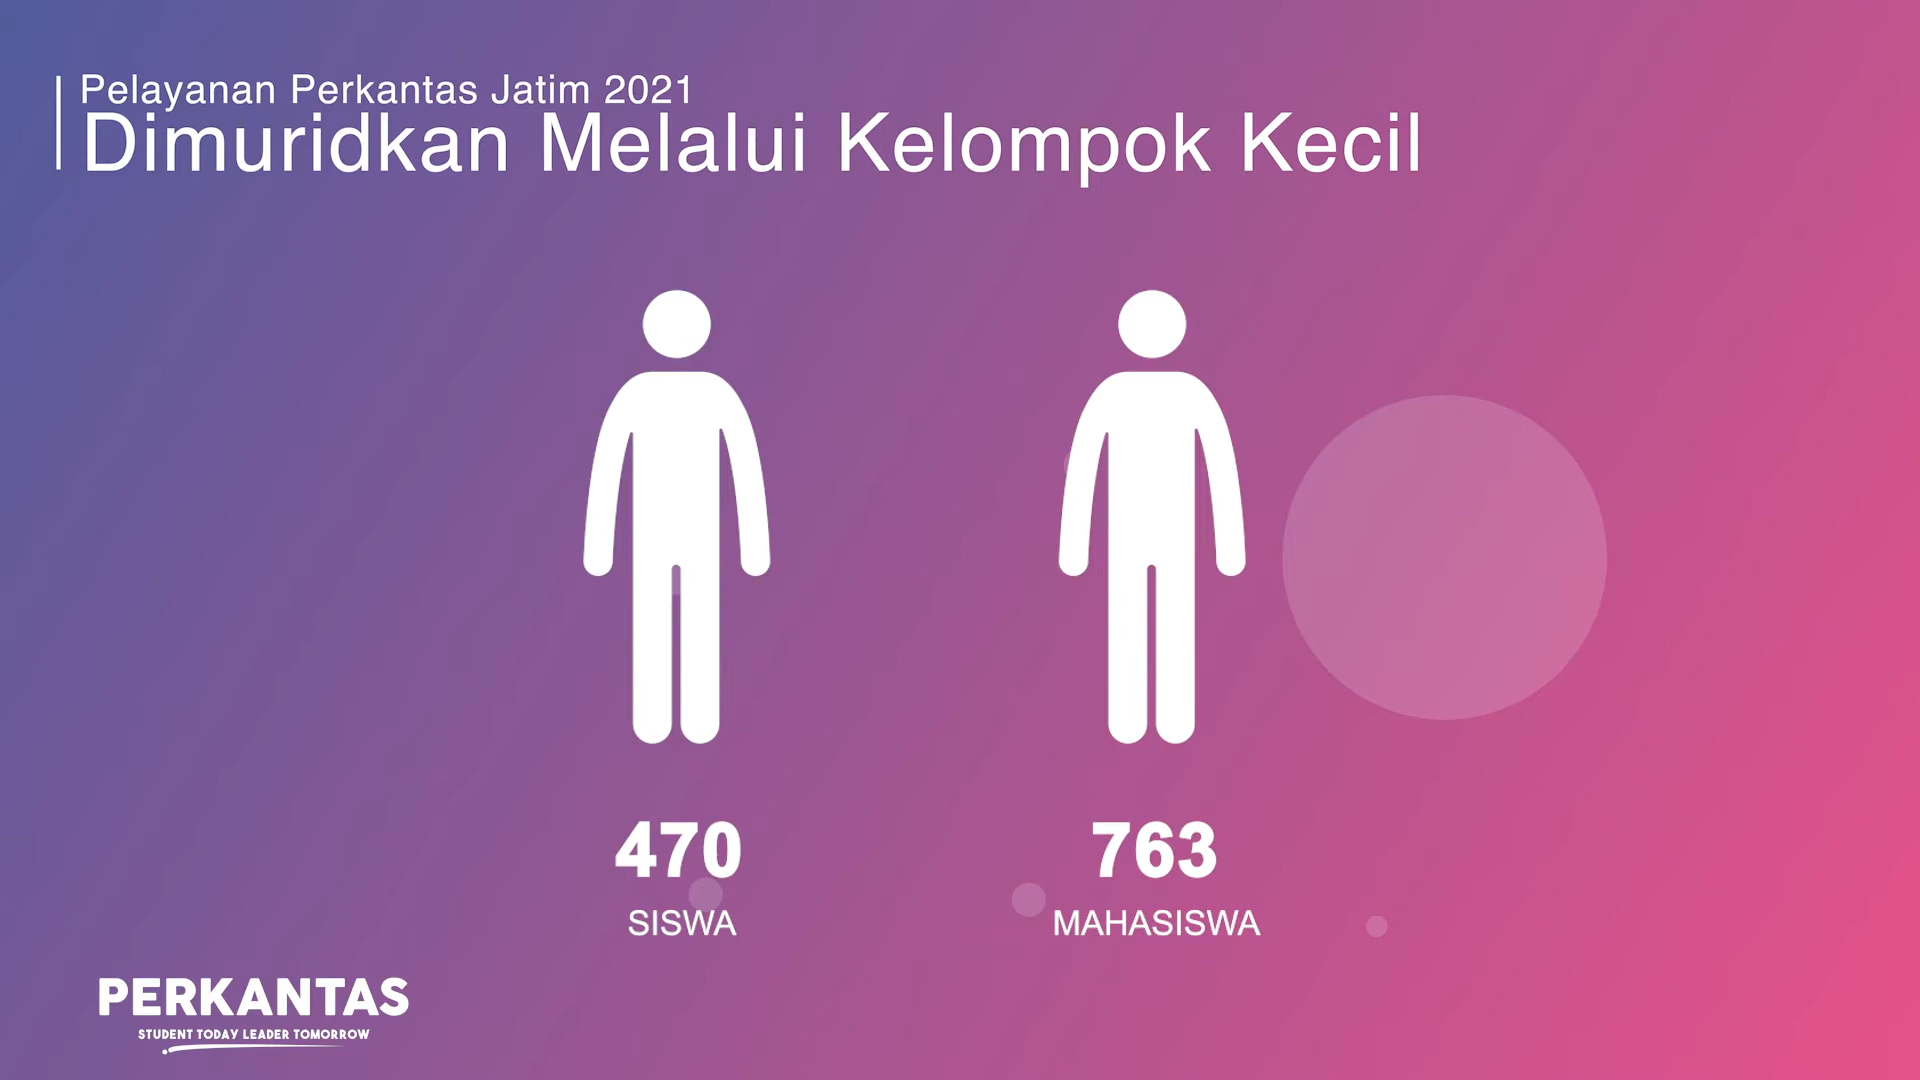 Pelayanan Perkantas Jatim 2021
Dimuridkan Melalui Kelompok Kecil
470
SISWA
763
MAHASISWA
PERKANTAS
STUDENT TODAY LEADER TOMORROW